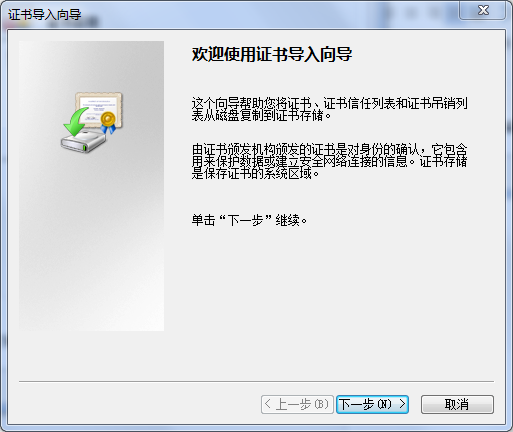 证书导入向导
欢迎使用证书导入向导
这个向导帮助您将证书、证书信任列表和证书吊销列
表从磁盘复制到证书存储。
由证书颁发机构颁发的证书是对身份的确认，它包含
用来保护数据或建立安全网络连接的信息。证书存储
是保存证书的系统区域。
单击“下一步”继续。
< 上一步(B) 下一步(N) > 取消